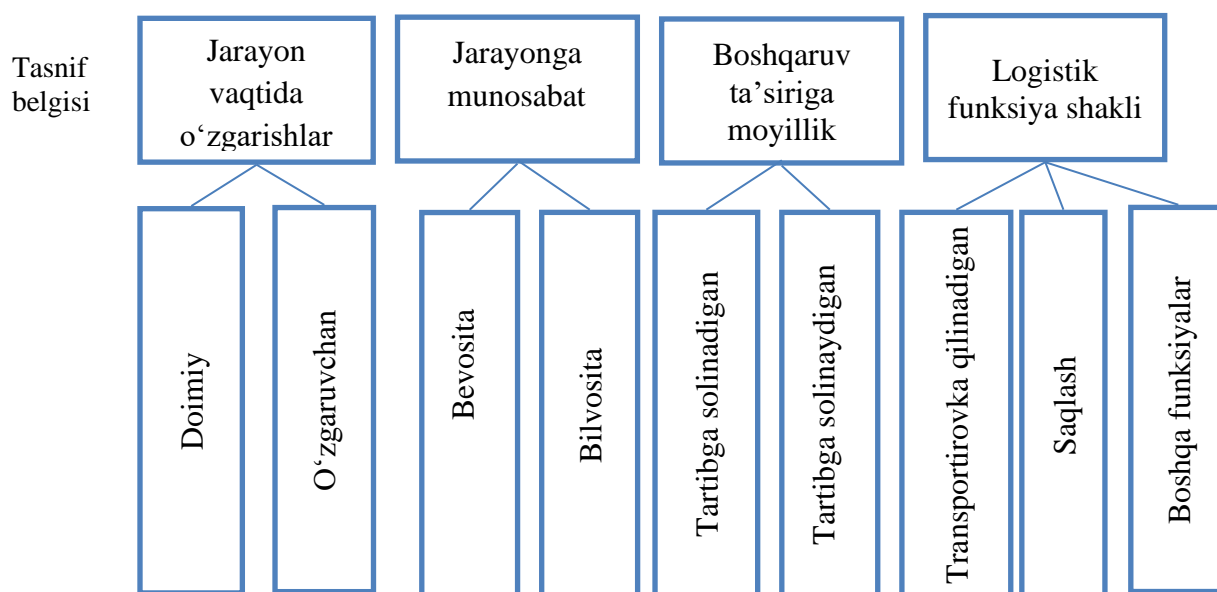 Tasnif
belgisi
Jarayon
vaqtida
o‘zgarishlar
Jarayonga
munosabat
Boshqaruv
ta’siriga
moyillik
Logistik
funksiya shakli
Doimiy
O‘zgaruvchan
Bevosita
Bilvosita
Tartibga solinadigan
Tartibga solinaydigan
Transportirovka qilinadigan
Saqlash
Boshqa funksiyalar